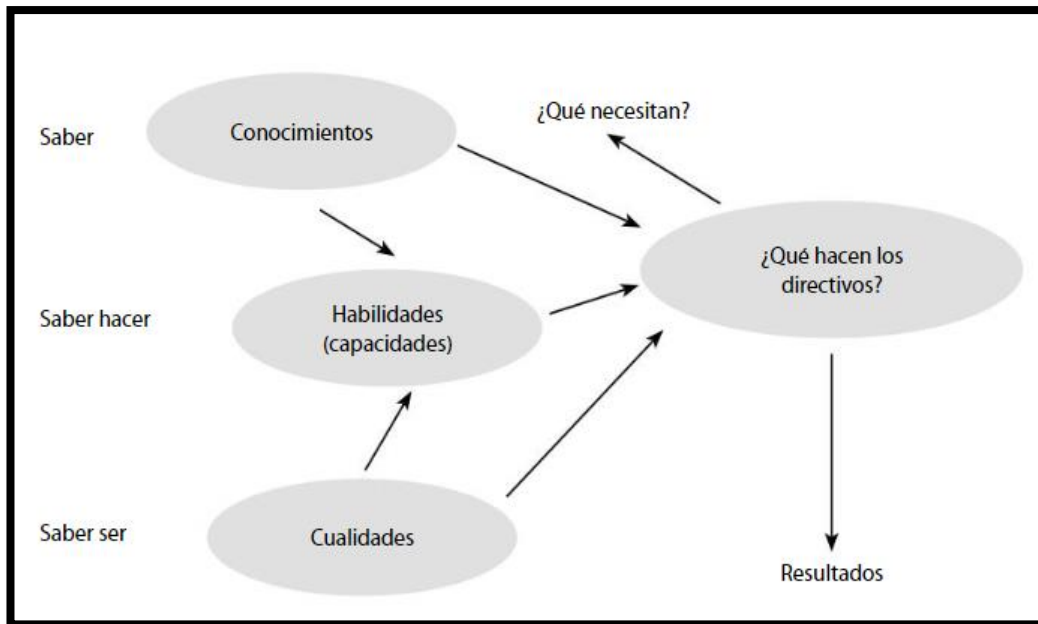 ¿Qué necesitan?
Saber
Conocimientos
¿Qué hacen los
directivos?
Saber hacer
Habilidades
(capacidades)
Saber ser
Cualidades
Resultados